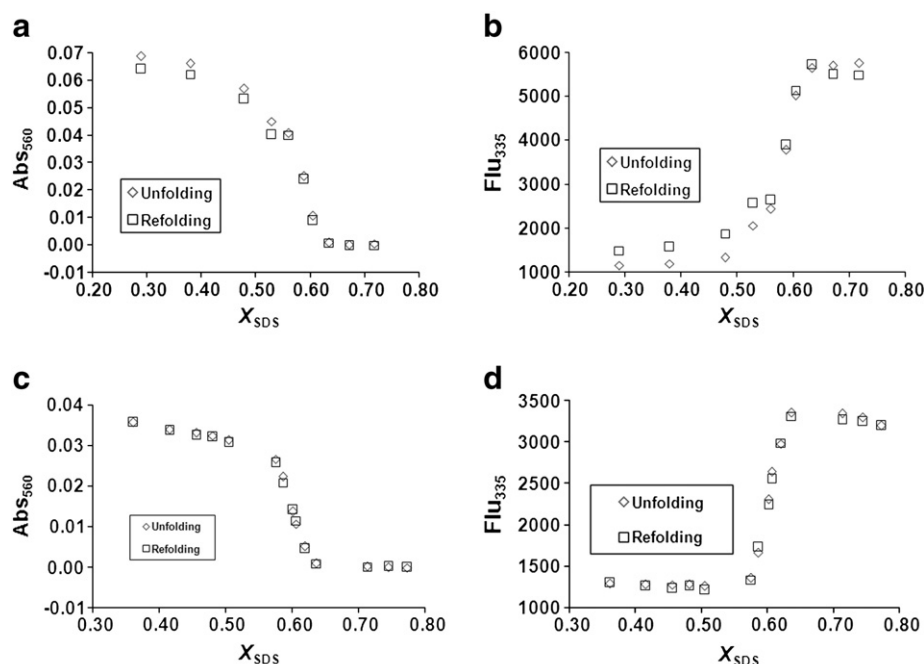 a
Abs560
0.07
0.06
0.05
0.04
0.03
0.02
0.01
0.00
-0.01
Unfolding
Refolding
0.20 0.30 0.40 0.50 0.60 0.70 0.80
XSDS
b
Flu335
6000
5000
4000
3000
2000
1000
Unfolding
Refolding
0.20 0.30 0.40 0.50 0.60 0.70 0.80
XSDS
c
Abs560
0.04
0.03
0.02
0.01
0.00
-0.01
Unfolding
Refolding
0.30 0.40 0.50 0.60 0.70 0.80
XSDS
d
Flu335
3500
3000
2500
2000
1500
1000
Unfolding
Refolding
0.30 0.40 0.50 0.60 0.70 0.80
XSDS